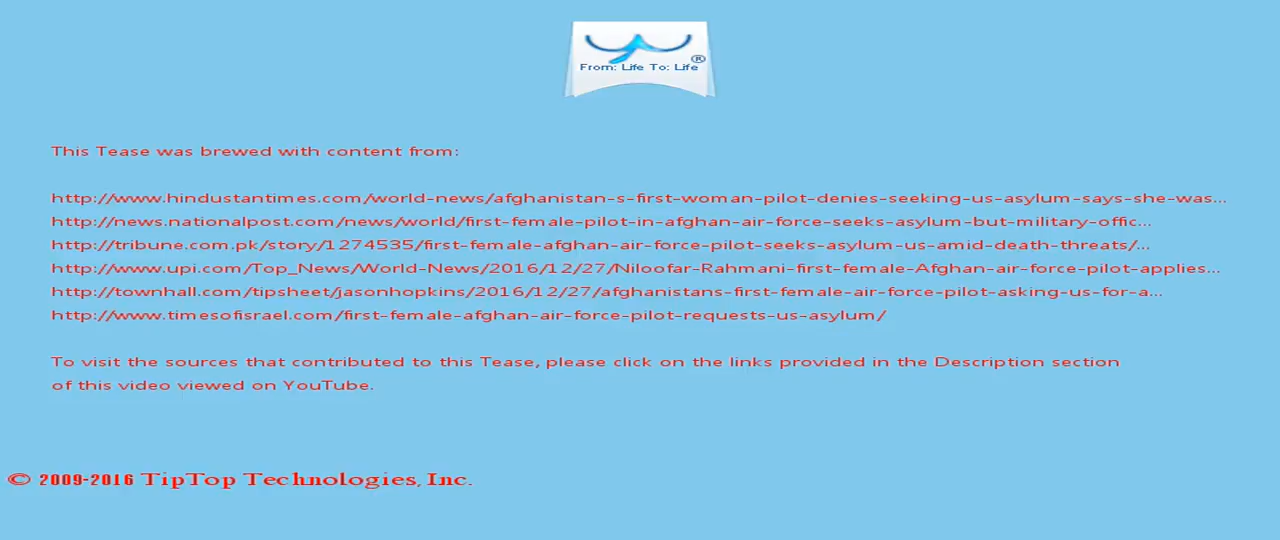 From: Life To: Life®
This Tease was brewed with content from:
http://www.hindustantimes.com/world-news/afghanistan-s-first-woman-pilot-denies-seeking-us-asylum-says-she-was...
http://news.nationalpost.com/news/world/first-female-pilot-in-afghan-air-force-seeks-asylum-but-military-offic...
http://tribune.com.pk/story/1274535/first-female-afghan-air-force-pilot-seeks-asylum-us-amid-death-threats/...
http://www.upi.com/Top_News/World-News/2016/12/27/Niloofar-Rahmani-first-female-Afghan-air-force-pilot-applies...
http://townhall.com/tipsheet/jasonhopkins/2016/12/27/afghanistans-first-female-air-force-pilot-asking-us-for-a...
http://www.timesofisrael.com/first-female-afghan-air-force-pilot-requests-us-asylum/
To visit the sources that contributed to this Tease, please click on the links provided in the Description section
of this video viewed on YouTube.
© 2009-2016 TipTop Technologies, Inc.